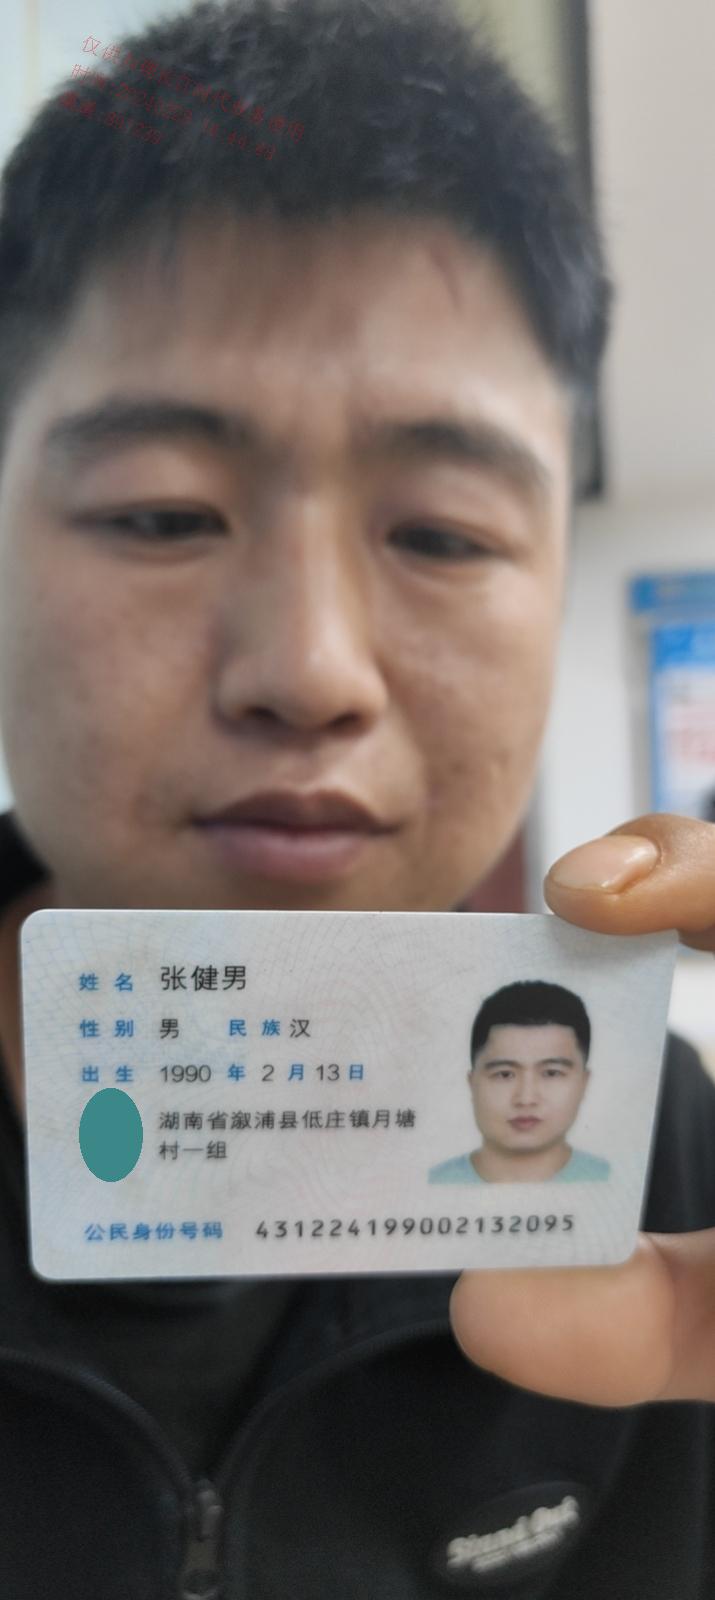 姓名 张健男
性别 男 民族 汉
出生 1990 年 2 月 13 日
湖南省溆浦县低庄镇月塘
村一组
公民身份号码 431224199002132095